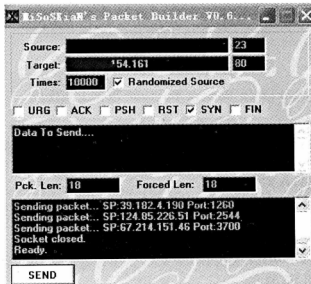 MiSoSKiaN's Packet Builder V0.6...
Source: 23
Target: 154.161 80
Times: 10000 Randomized Source
URG ACK PSH RST SYN FIN
Data To Send....
Pck. Len: 18 Forced Len: 18
Sending packet... SP:39.182.4.190 Port:1260
Sending packet... SP:124.85.226.51 Port:2544
Sending packet... SP:67.214.151.46 Port:3700
Socket closed.
Ready.
SEND